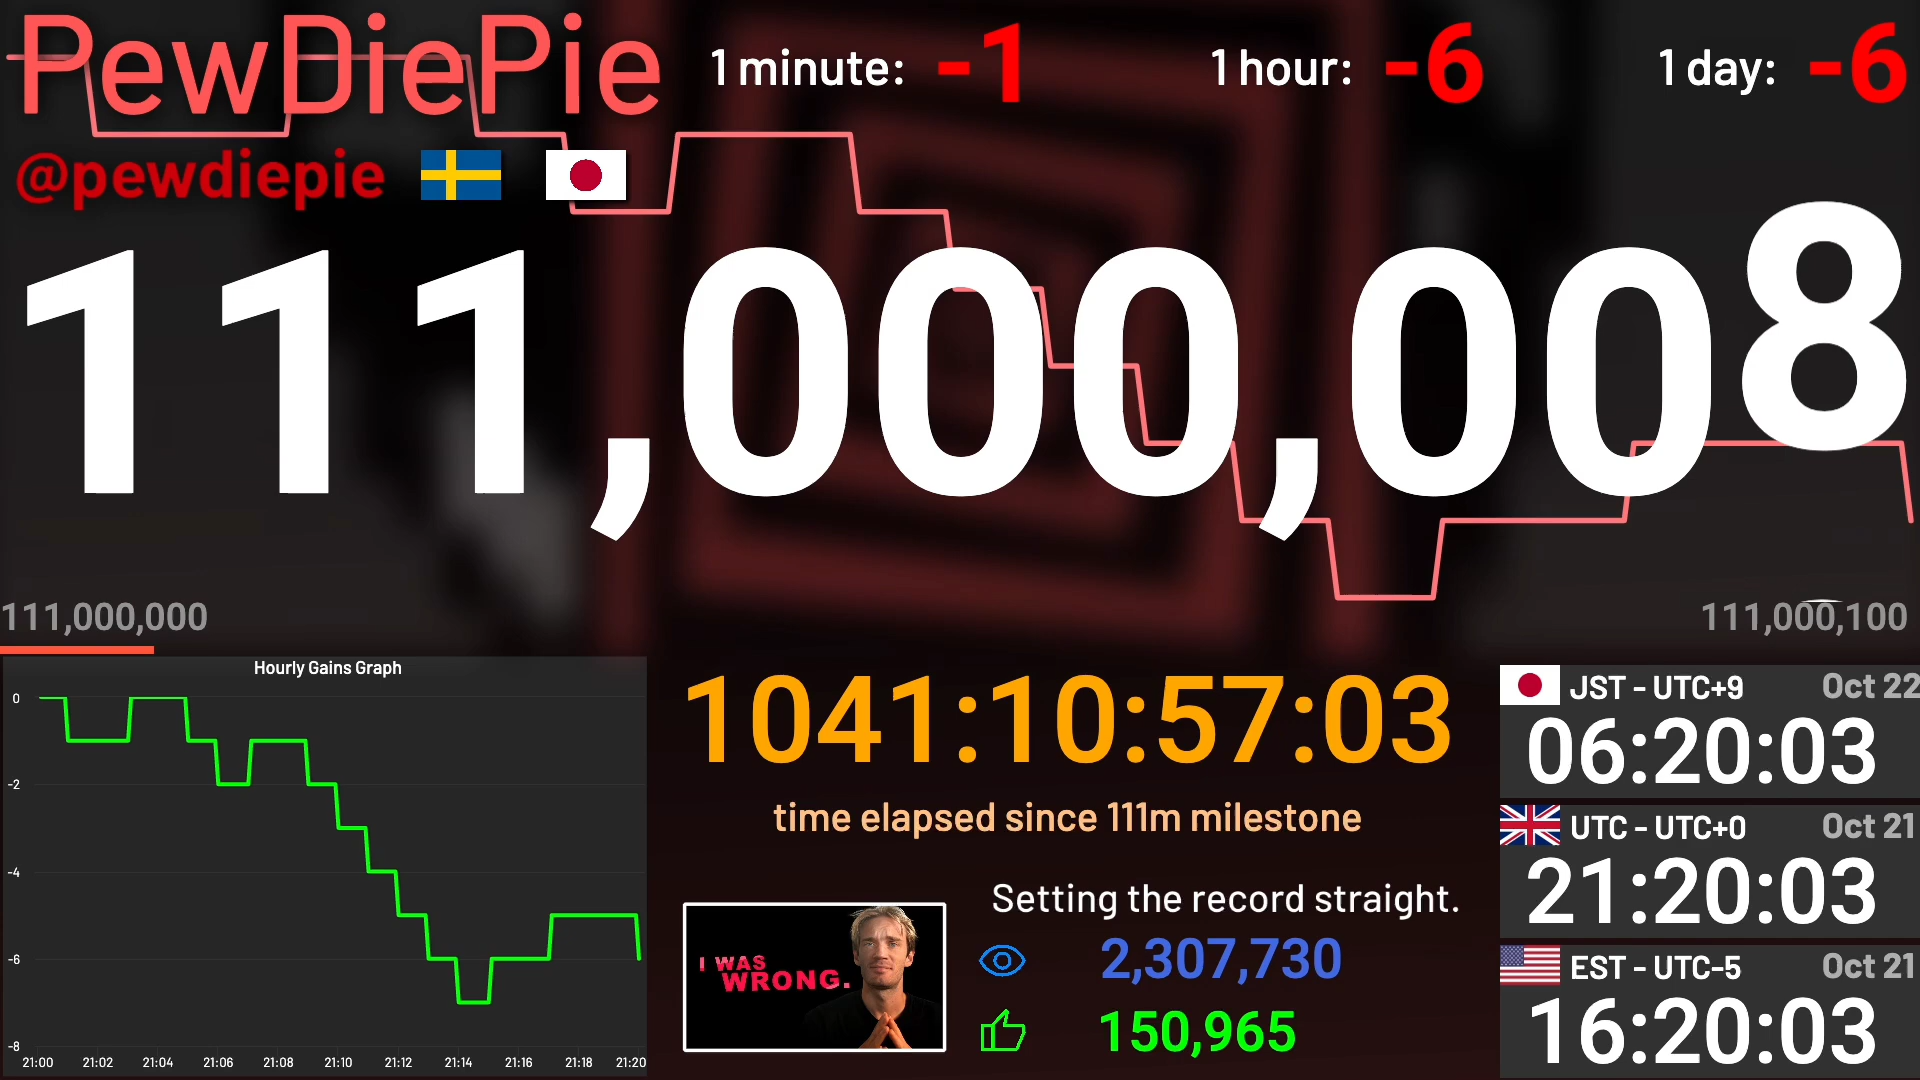 PewDiePie
1 minute: -1
1 hour: -6
1 day: -6
@pewdiepie
111,000,008
111,000,000
111,000,100
Hourly Gains Graph
0
-2
-4
-6
-8
21:00 21:02 21:04 21:06 21:08 21:10 21:12 21:14 21:16 21:18 21:20
1041:10:57:03
time elapsed since 111m milestone
I WAS
WRONG.
Setting the record straight.
2,307,730
150,965
JST - UTC+9 Oct 22
06:20:03
UTC - UTC+0 Oct 21
21:20:03
EST - UTC-5 Oct 21
16:20:03